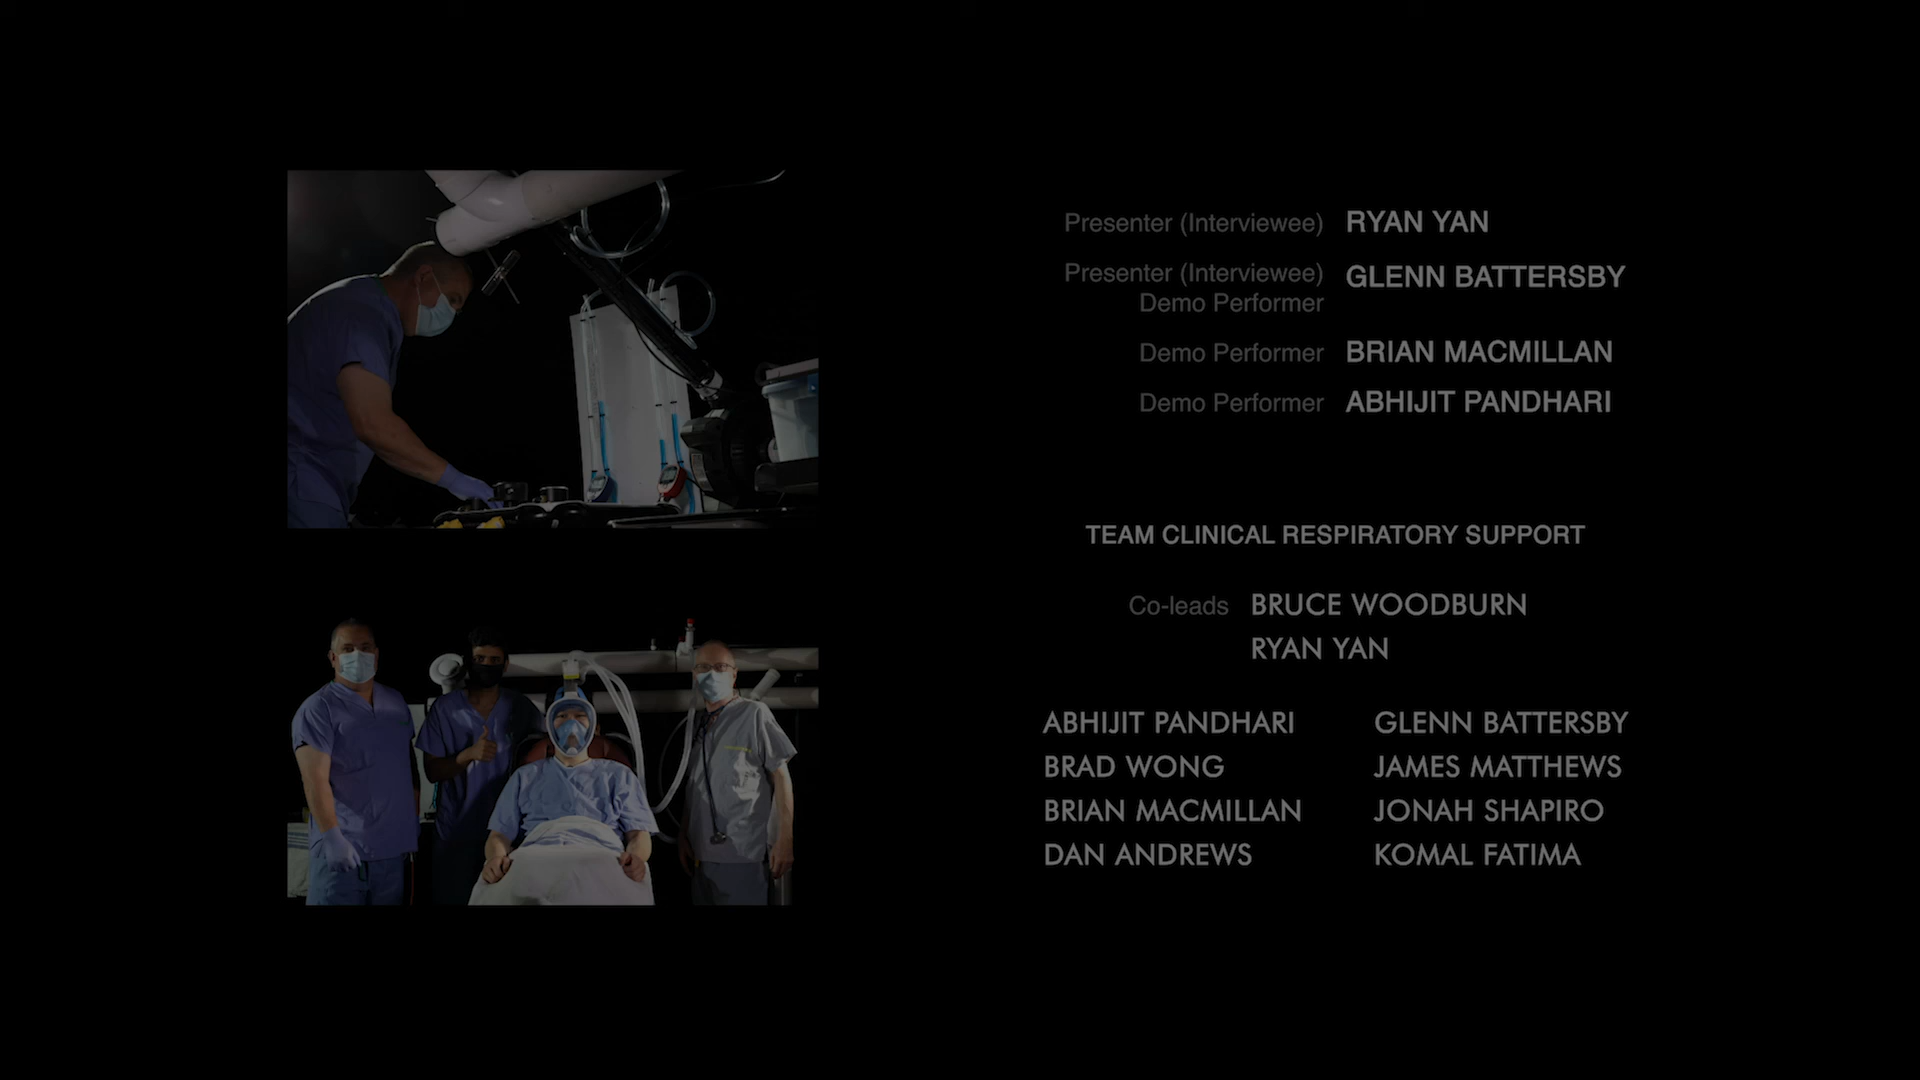 Presenter (Interviewee) RYAN YAN
Presenter (Interviewee) GLENN BATTERSBY
Demo Performer
Demo Performer BRIAN MACMILLAN
Demo Performer ABHIJIT PANDHARI
TEAM CLINICAL RESPIRATORY SUPPORT
Co-leads BRUCE WOODBURN
RYAN YAN
ABHIJIT PANDHARI GLENN BATTERSBY
BRAD WONG JAMES MATTHEWS
BRIAN MACMILLAN JONAH SHAPIRO
DAN ANDREWS KOMAL FATIMA